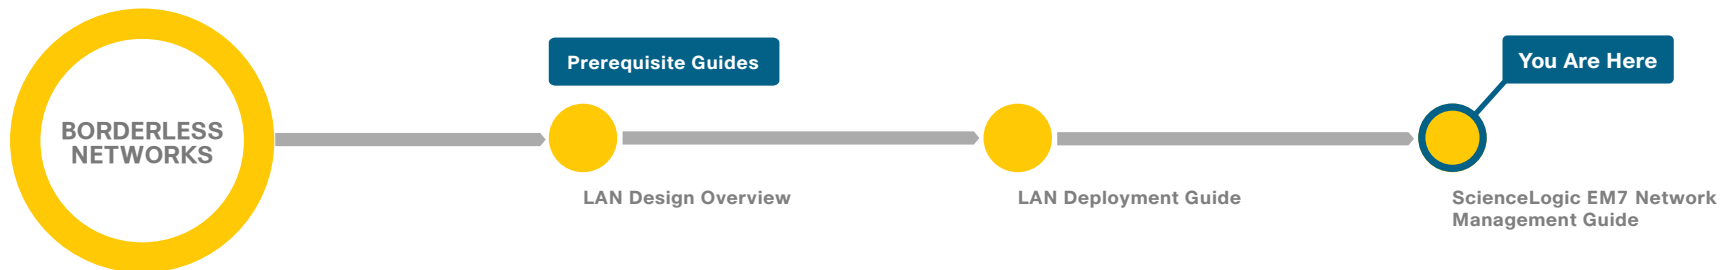 BORDERLESS
NETWORKS
Prerequisite Guides
LAN Design Overview
LAN Deployment Guide
You Are Here
ScienceLogic EM7 Network
Management Guide